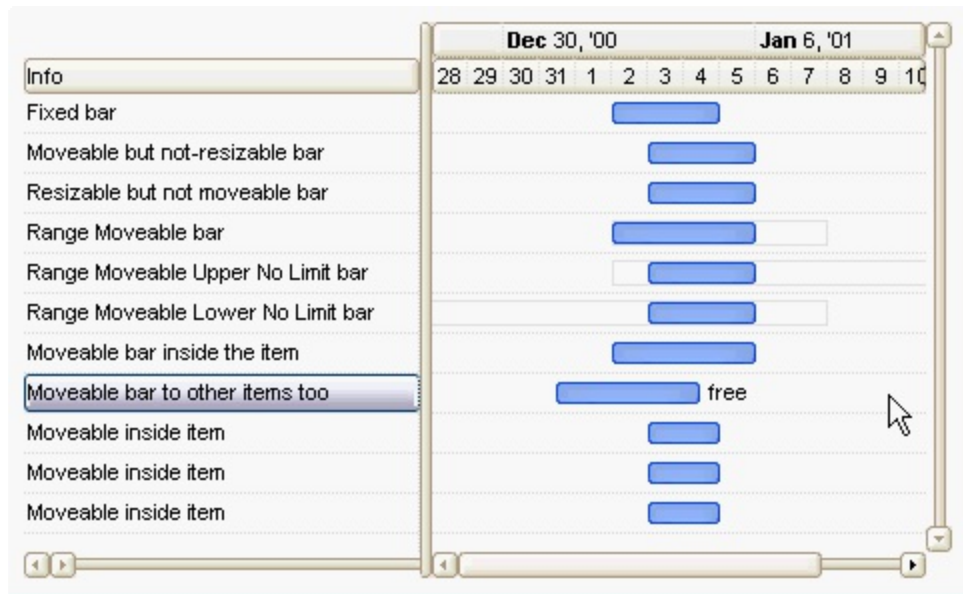 Dec 30, '00 Jan 6, '01
Info 28 29 30 31 1 2 3 4 5 6 7 8 9 10
Fixed bar
Moveable but not-resizable bar
Resizable but not moveable bar
Range Moveable bar
Range Moveable Upper No Limit bar
Range Moveable Lower No Limit bar
Moveable bar inside the item
Moveable bar to other items too free
Moveable inside item
Moveable inside item
Moveable inside item